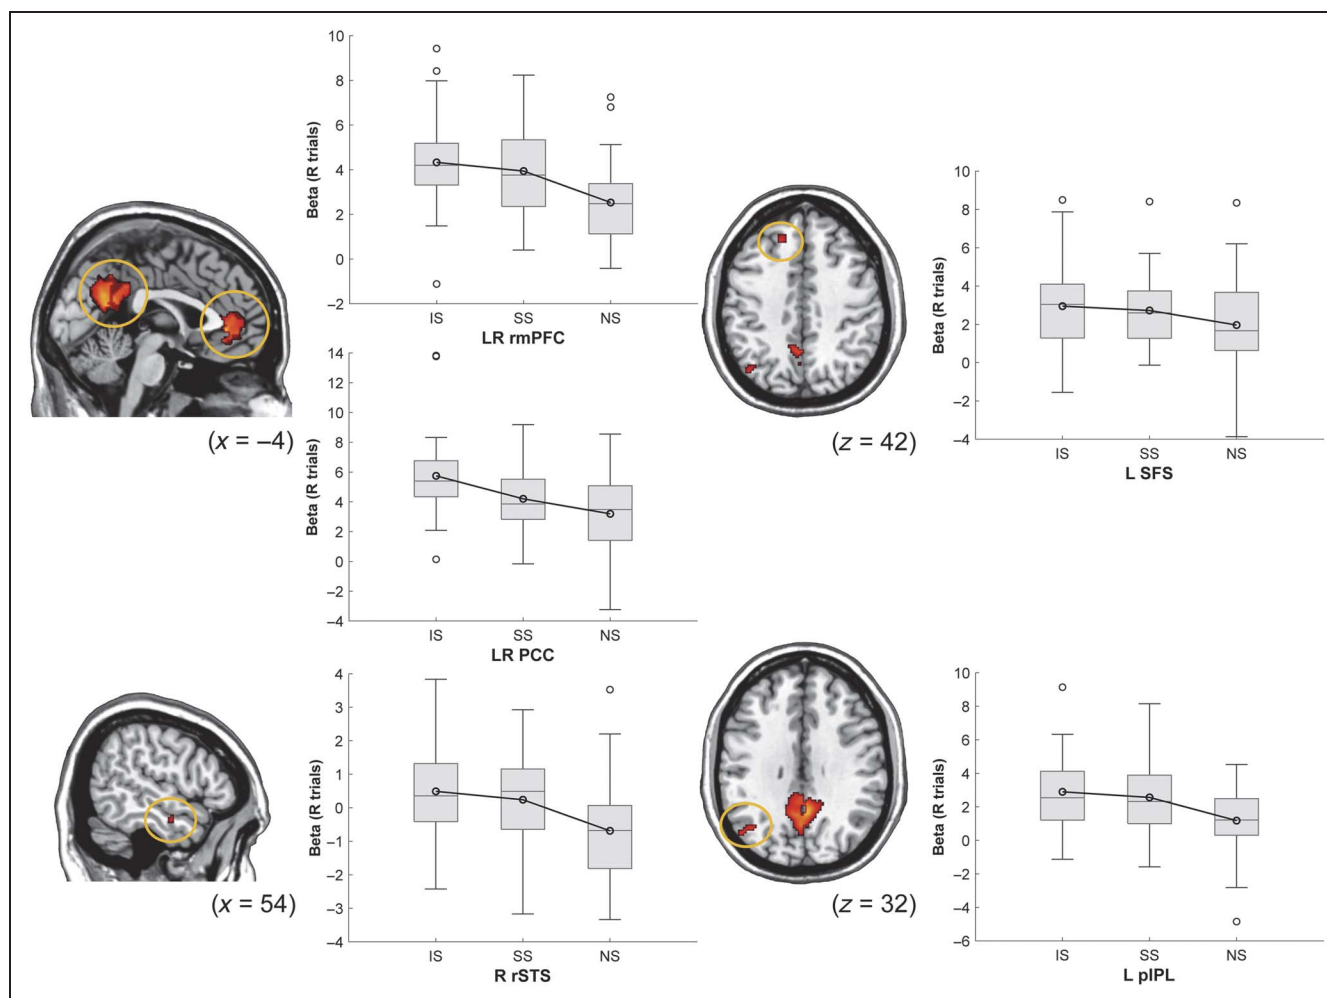 10
8
6
4
2
0
–2
Beta (R trials)
IS SS NS
LR rmPFC
(x = –4)
14
12
10
8
6
4
2
0
–2
–4
Beta (R trials)
IS SS NS
LR PCC
4
3
2
1
0
–1
–2
–3
–4
Beta (R trials)
IS SS NS
R rSTS
(x = 54)
10
8
6
4
2
0
–2
–4
Beta (R trials)
IS SS NS
L SFS
(z = 42)
10
8
6
4
2
0
–2
–4
–6
Beta (R trials)
IS SS NS
L pIPL
(z = 32)